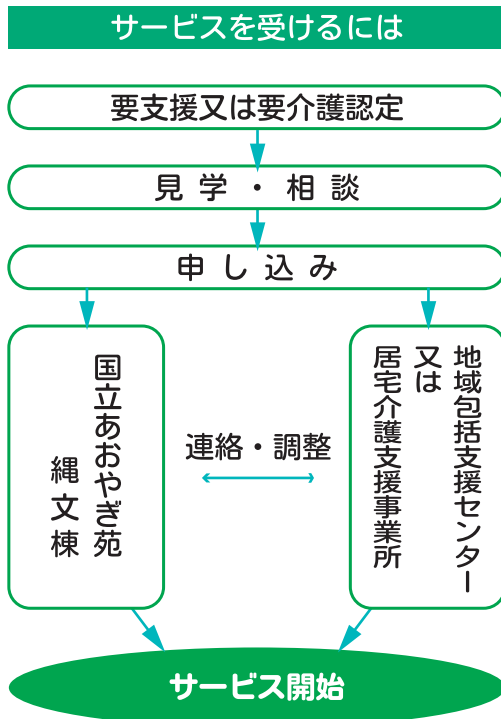 サービスを受けるには
要支援又は要介護認定
見学・相談
申し込み
国立あおやぎ苑
縄文棟
連絡・調整
地域包括支援センター
又は
居宅介護支援事業所
サービス開始